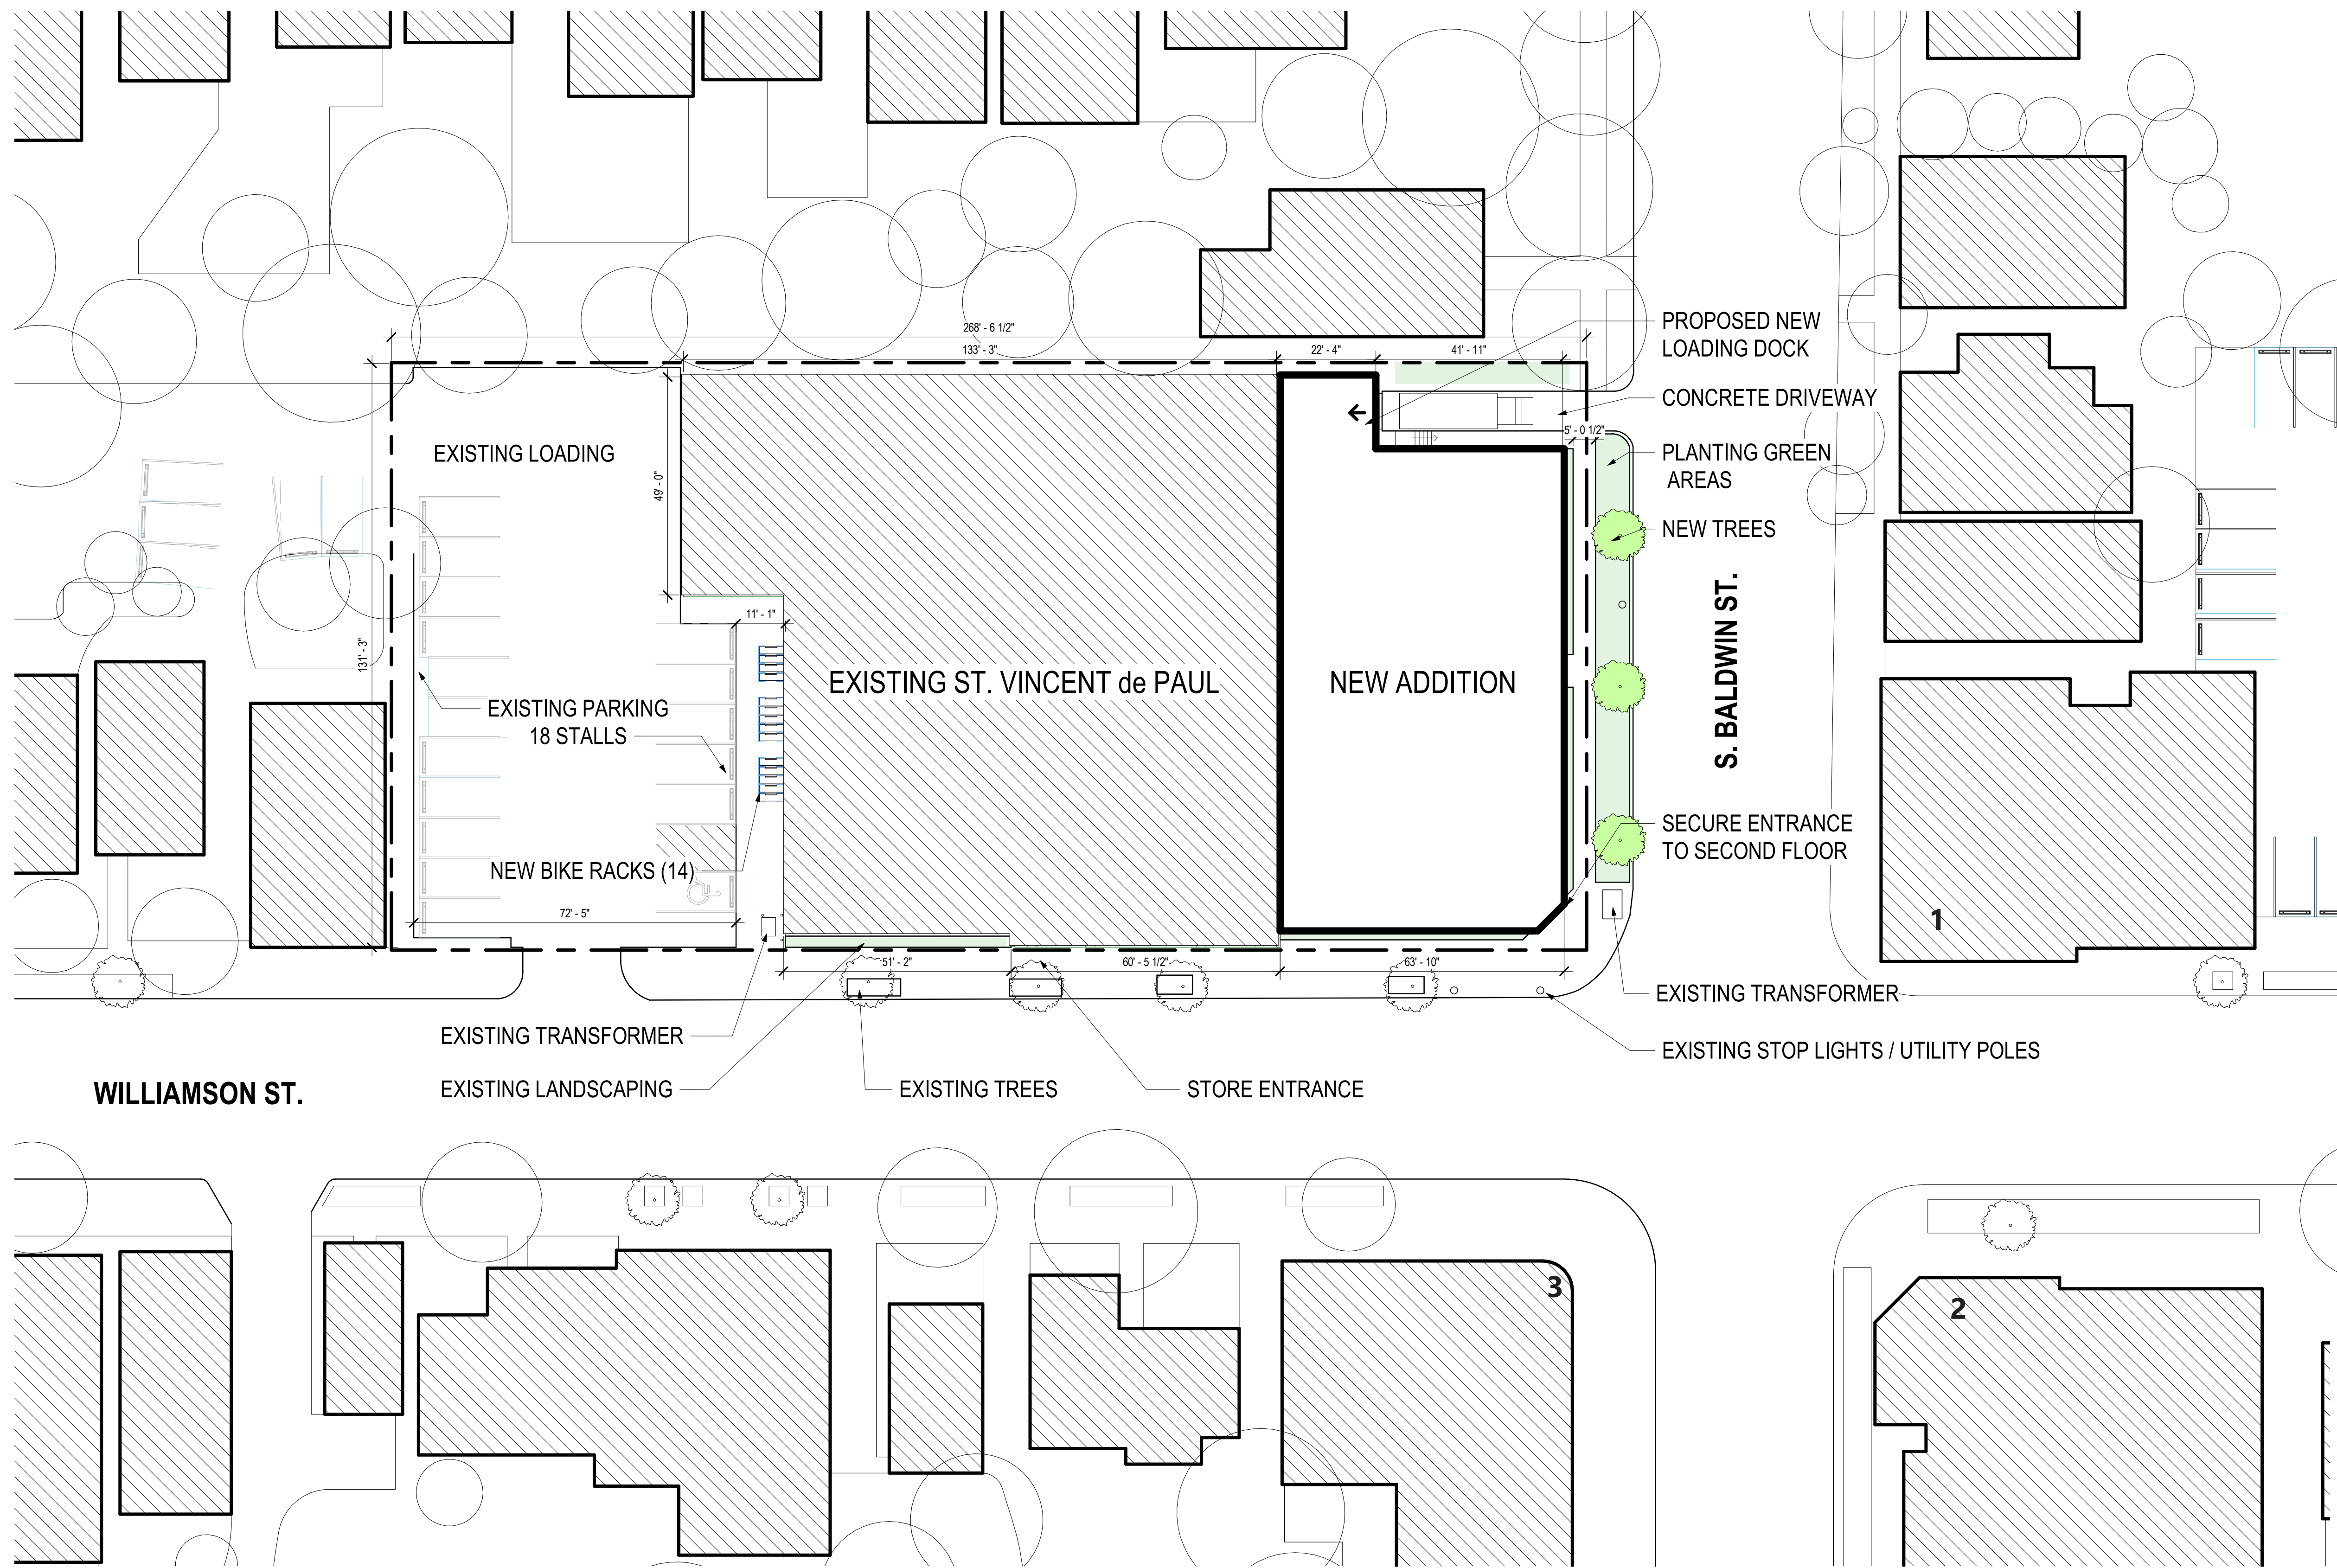 268' - 6 1/2"
133' - 3"
22' - 4"
41' - 11"
PROPOSED NEW
LOADING DOCK
CONCRETE DRIVEWAY
5' - 0 1/2"
PLANTING GREEN
AREAS
EXISTING LOADING
49' - 0"
NEW TREES
S. BALDWIN ST.
11' - 1"
131' - 3"
EXISTING ST. VINCENT de PAUL
NEW ADDITION
EXISTING PARKING
18 STALLS
SECURE ENTRANCE
TO SECOND FLOOR
NEW BIKE RACKS (14)
72' - 5"
1
51' - 2"
60' - 5 1/2"
63' - 10"
EXISTING TRANSFORMER
EXISTING TRANSFORMER
EXISTING STOP LIGHTS / UTILITY POLES
WILLIAMSON ST.
EXISTING LANDSCAPING
EXISTING TREES
STORE ENTRANCE
3
2